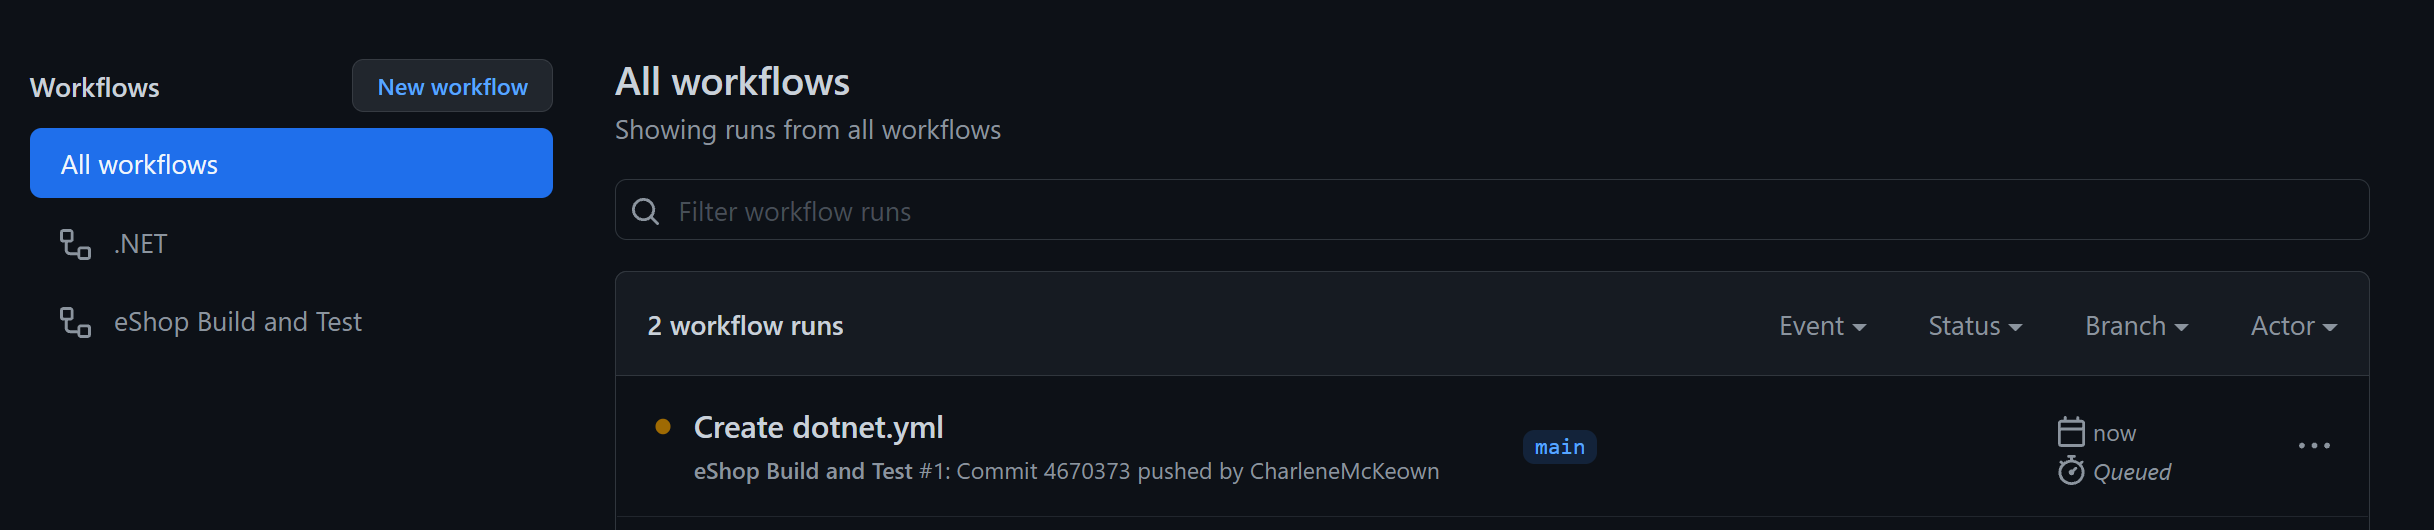 Workflows
New workflow
All workflows
.NET
eShop Build and Test
All workflows
Showing runs from all workflows
Filter workflow runs
2 workflow runs
Event
Status
Branch
Actor
Create dotnet.yml
eShop Build and Test #1: Commit 4670373 pushed by CharleneMcKeown
main
now
Queued